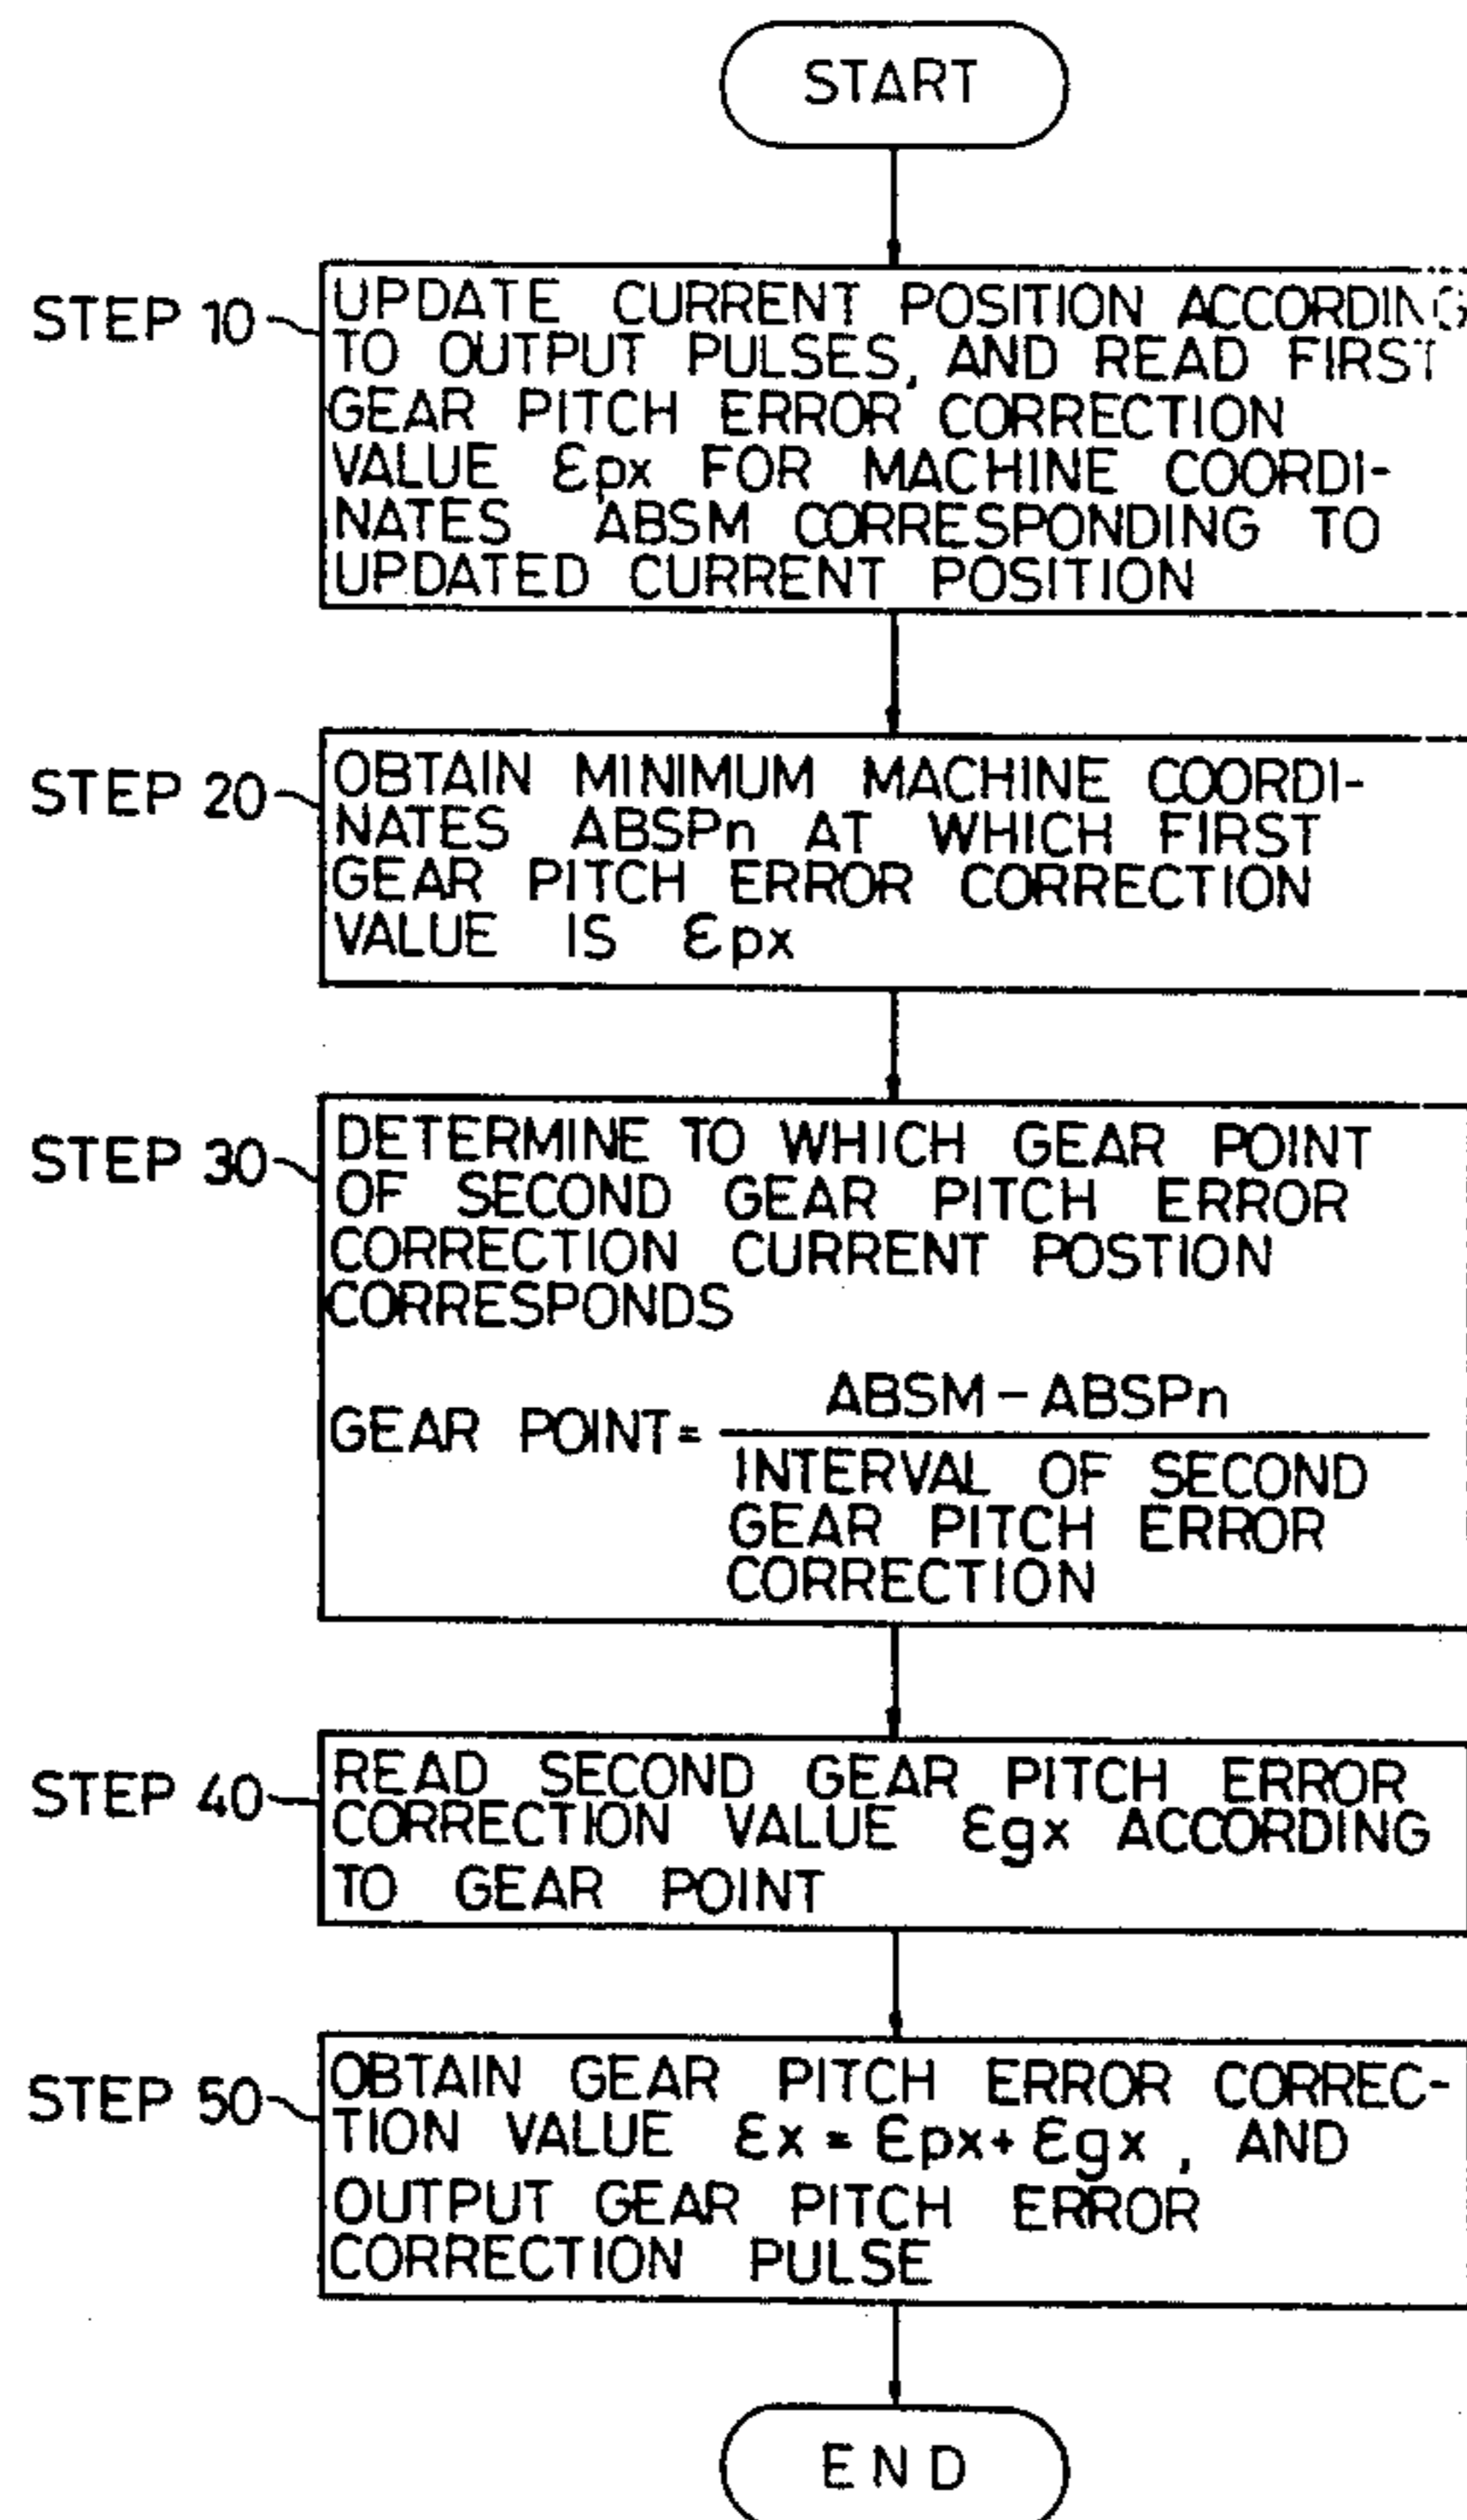 START
STEP 10
UPDATE CURRENT POSITION ACCORDING
TO OUTPUT PULSES, AND READ FIRST
GEAR PITCH ERROR CORRECTION
VALUE εpx FOR MACHINE COORDI-
NATES ABSM CORRESPONDING TO
UPDATED CURRENT POSITION
STEP 20
OBTAIN MINIMUM MACHINE COORDI-
NATES ABSPn AT WHICH FIRST
GEAR PITCH ERROR CORRECTION
VALUE IS εpx
STEP 30
DETERMINE TO WHICH GEAR POINT
OF SECOND GEAR PITCH ERROR
CORRECTION CURRENT POSTION
CORRESPONDS
GEAR POINT=
ABSM-ABSPn
INTERVAL OF SECOND
GEAR PITCH ERROR
CORRECTION
STEP 40
READ SECOND GEAR PITCH ERROR
CORRECTION VALUE εgx ACCORDING
TO GEAR POINT
STEP 50
OBTAIN GEAR PITCH ERROR CORREC-
TION VALUE εx = εpx + εgx, AND
OUTPUT GEAR PITCH ERROR
CORRECTION PULSE
END